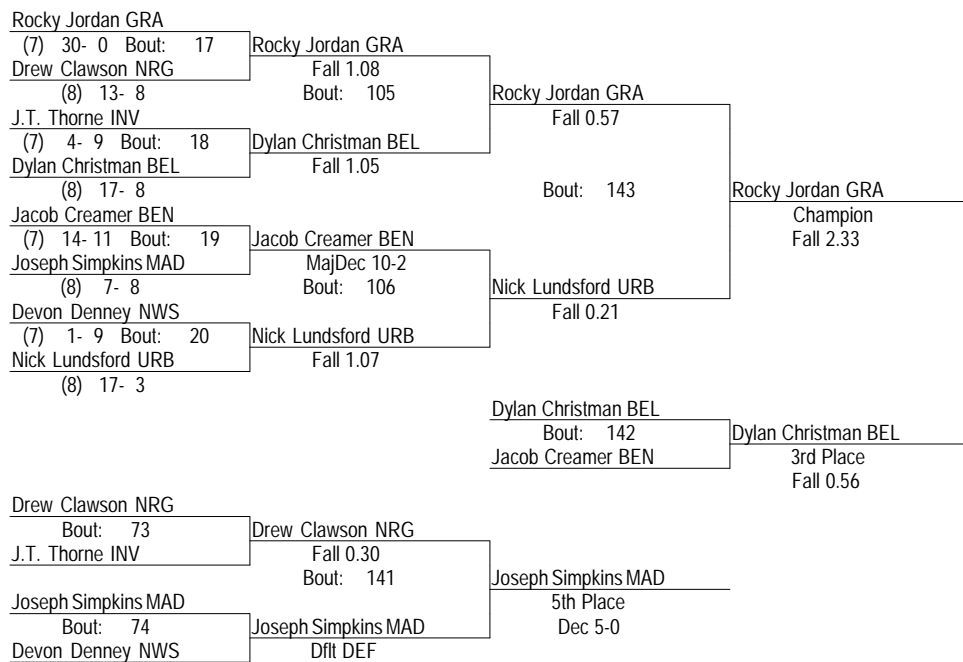 Rocky Jordan GRA
(7) 30- 0 Bout: 17
Drew Clawson NRG
(8) 13- 8
J.T. Thorne INV
(7) 4- 9 Bout: 18
Dylan Christman BEL
(8) 17- 8
Jacob Creamer BEN
(7) 14- 11 Bout: 19
Joseph Simpkins MAD
(8) 7- 8
Devon Denney NWS
(7) 1- 9 Bout: 20
Nick Lundsford URB
(8) 17- 3
Rocky Jordan GRA
Fall 1.08
Bout: 105
Dylan Christman BEL
Fall 1.05
Jacob Creamer BEN
MajDec 10-2
Bout: 106
Nick Lundsford URB
Fall 1.07
Rocky Jordan GRA
Fall 0.57
Bout: 143
Nick Lundsford URB
Fall 0.21
Rocky Jordan GRA
Champion
Fall 2.33
Dylan Christman BEL
Bout: 142
Jacob Creamer BEN
Dylan Christman BEL
3rd Place
Fall 0.56
Drew Clawson NRG
Bout: 73
J.T. Thorne INV
Joseph Simpkins MAD
Bout: 74
Devon Denney NWS
Drew Clawson NRG
Fall 0.30
Bout: 141
Joseph Simpkins MAD
Dflt DEF
Joseph Simpkins MAD
5th Place
Dec 5-0